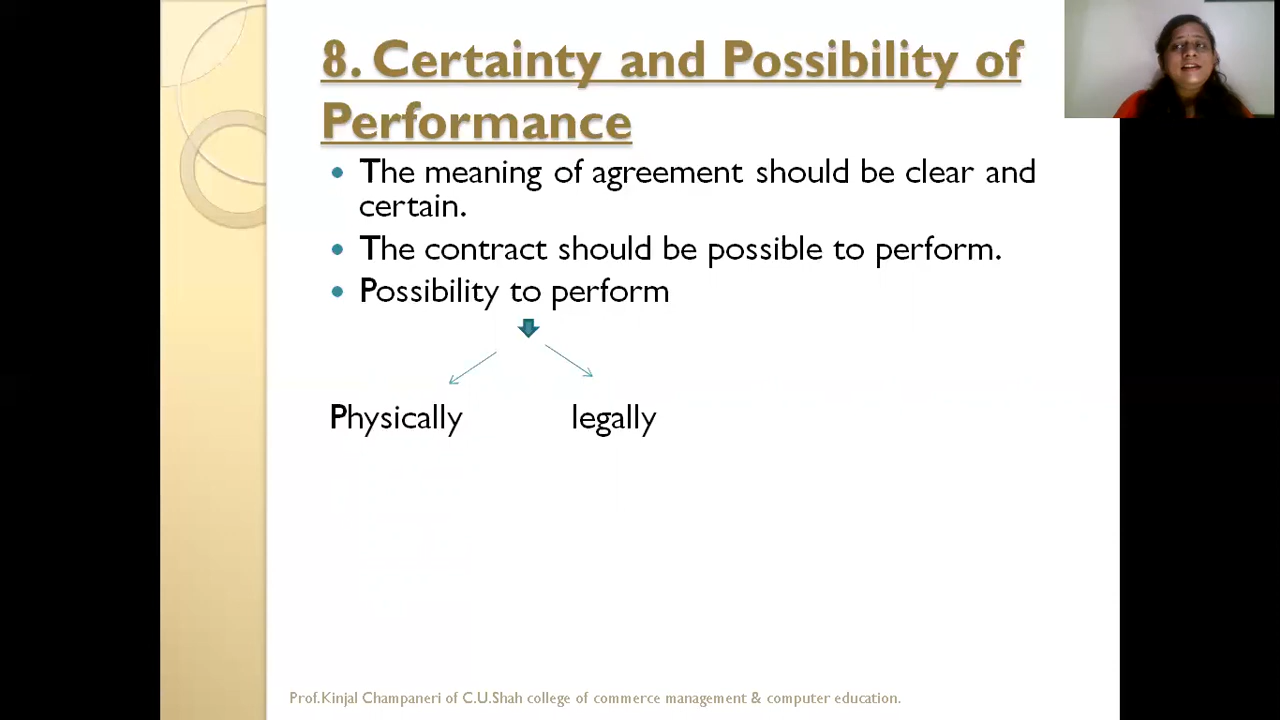 8. Certainty and Possibility of
Performance
• The meaning of agreement should be clear and
certain.
• The contract should be possible to perform.
• Possibility to perform
Physically legally
Prof.Kinjal Champaneri of C.U.Shah college of commerce management & computer education.